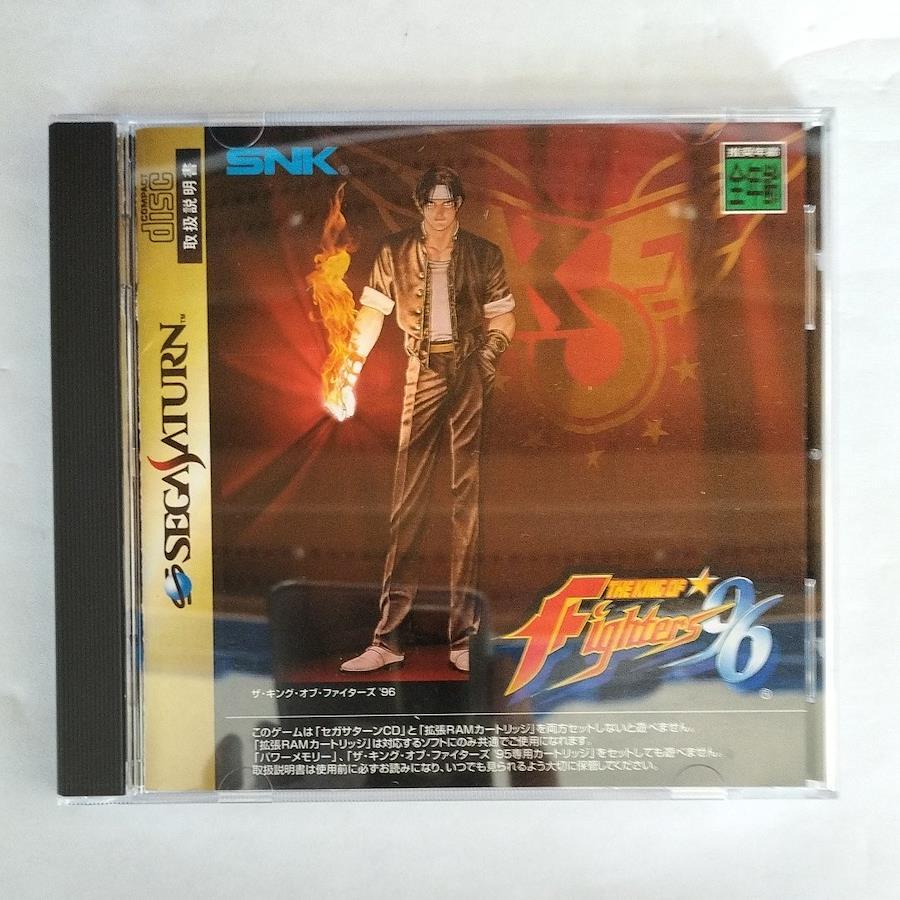 COMPACT
disc
取扱説明書
SEGA SATURN™
SNK®
推奨年齢
THE KING OF
Fighters '96
®
ザ・キング・オブ・ファイターズ '96
このゲームは「セガサターンCD」と「拡張RAMカートリッジ」を両方セットしないと遊べません。
「拡張RAMカートリッジ」は対応するソフトにのみ共通でご使用になれます。
「パワーメモリー」、「ザ・キング・オブ・ファイターズ '95専用カートリッジ」をセットしても遊べません。
取扱説明書は使用前に必ずお読みになり、いつでも見られるよう大切に保管してください。